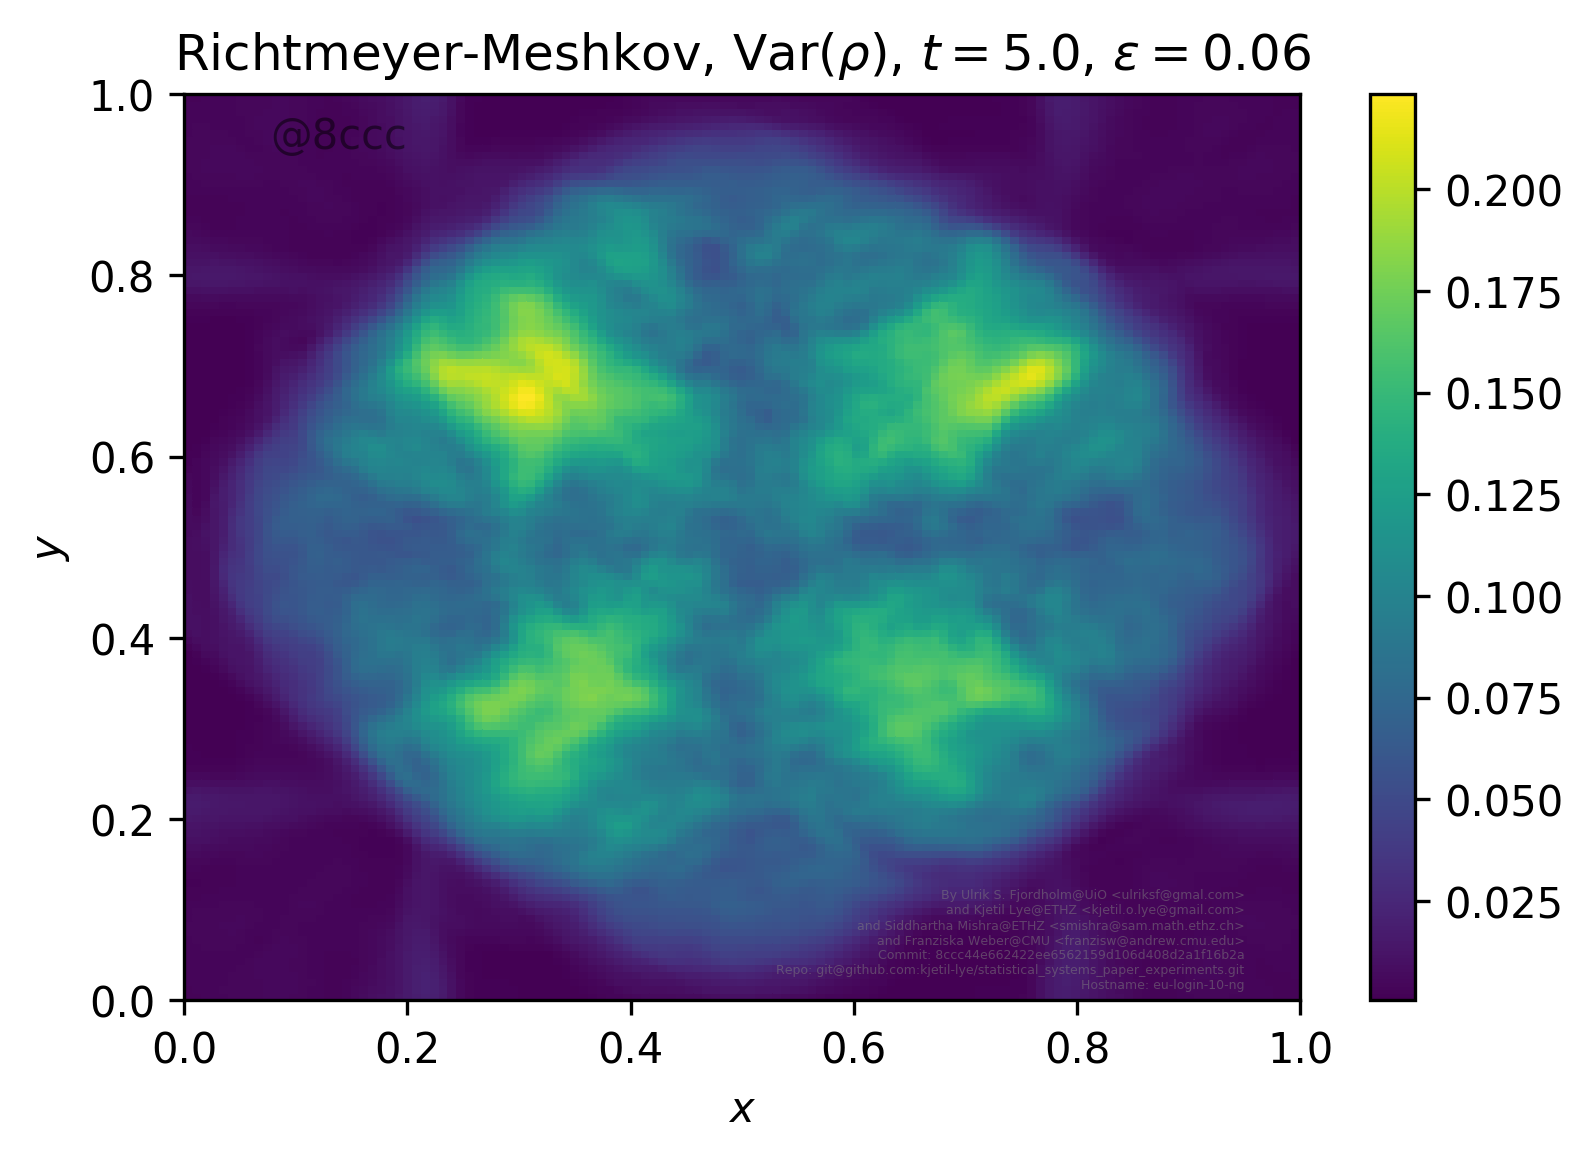 Richtmeyer-Meshkov, Var(ρ), t = 5.0, ε = 0.06
@8ccc
1.0
0.8
0.6
0.4
0.2
0.0
y
0.0 0.2 0.4 0.6 0.8 1.0
x
0.200
0.175
0.150
0.125
0.100
0.075
0.050
0.025
By Ulrik S. Fjordholm@UiO <ulriksf@gmal.com>
and Kjetil Lye@ETHZ <kjetil.o.lye@gmail.com>
and Siddhartha Mishra@ETHZ <smishra@sam.math.ethz.ch>
and Franziska Weber@CMU <franzisw@andrew.cmu.edu>
Commit: 8ccc44e662422ee6562159d106d408d2a1f16b2a
Repo: git@github.com:kjetil-lye/statistical_systems_paper_experiments.git
Hostname: eu-login-10-ng